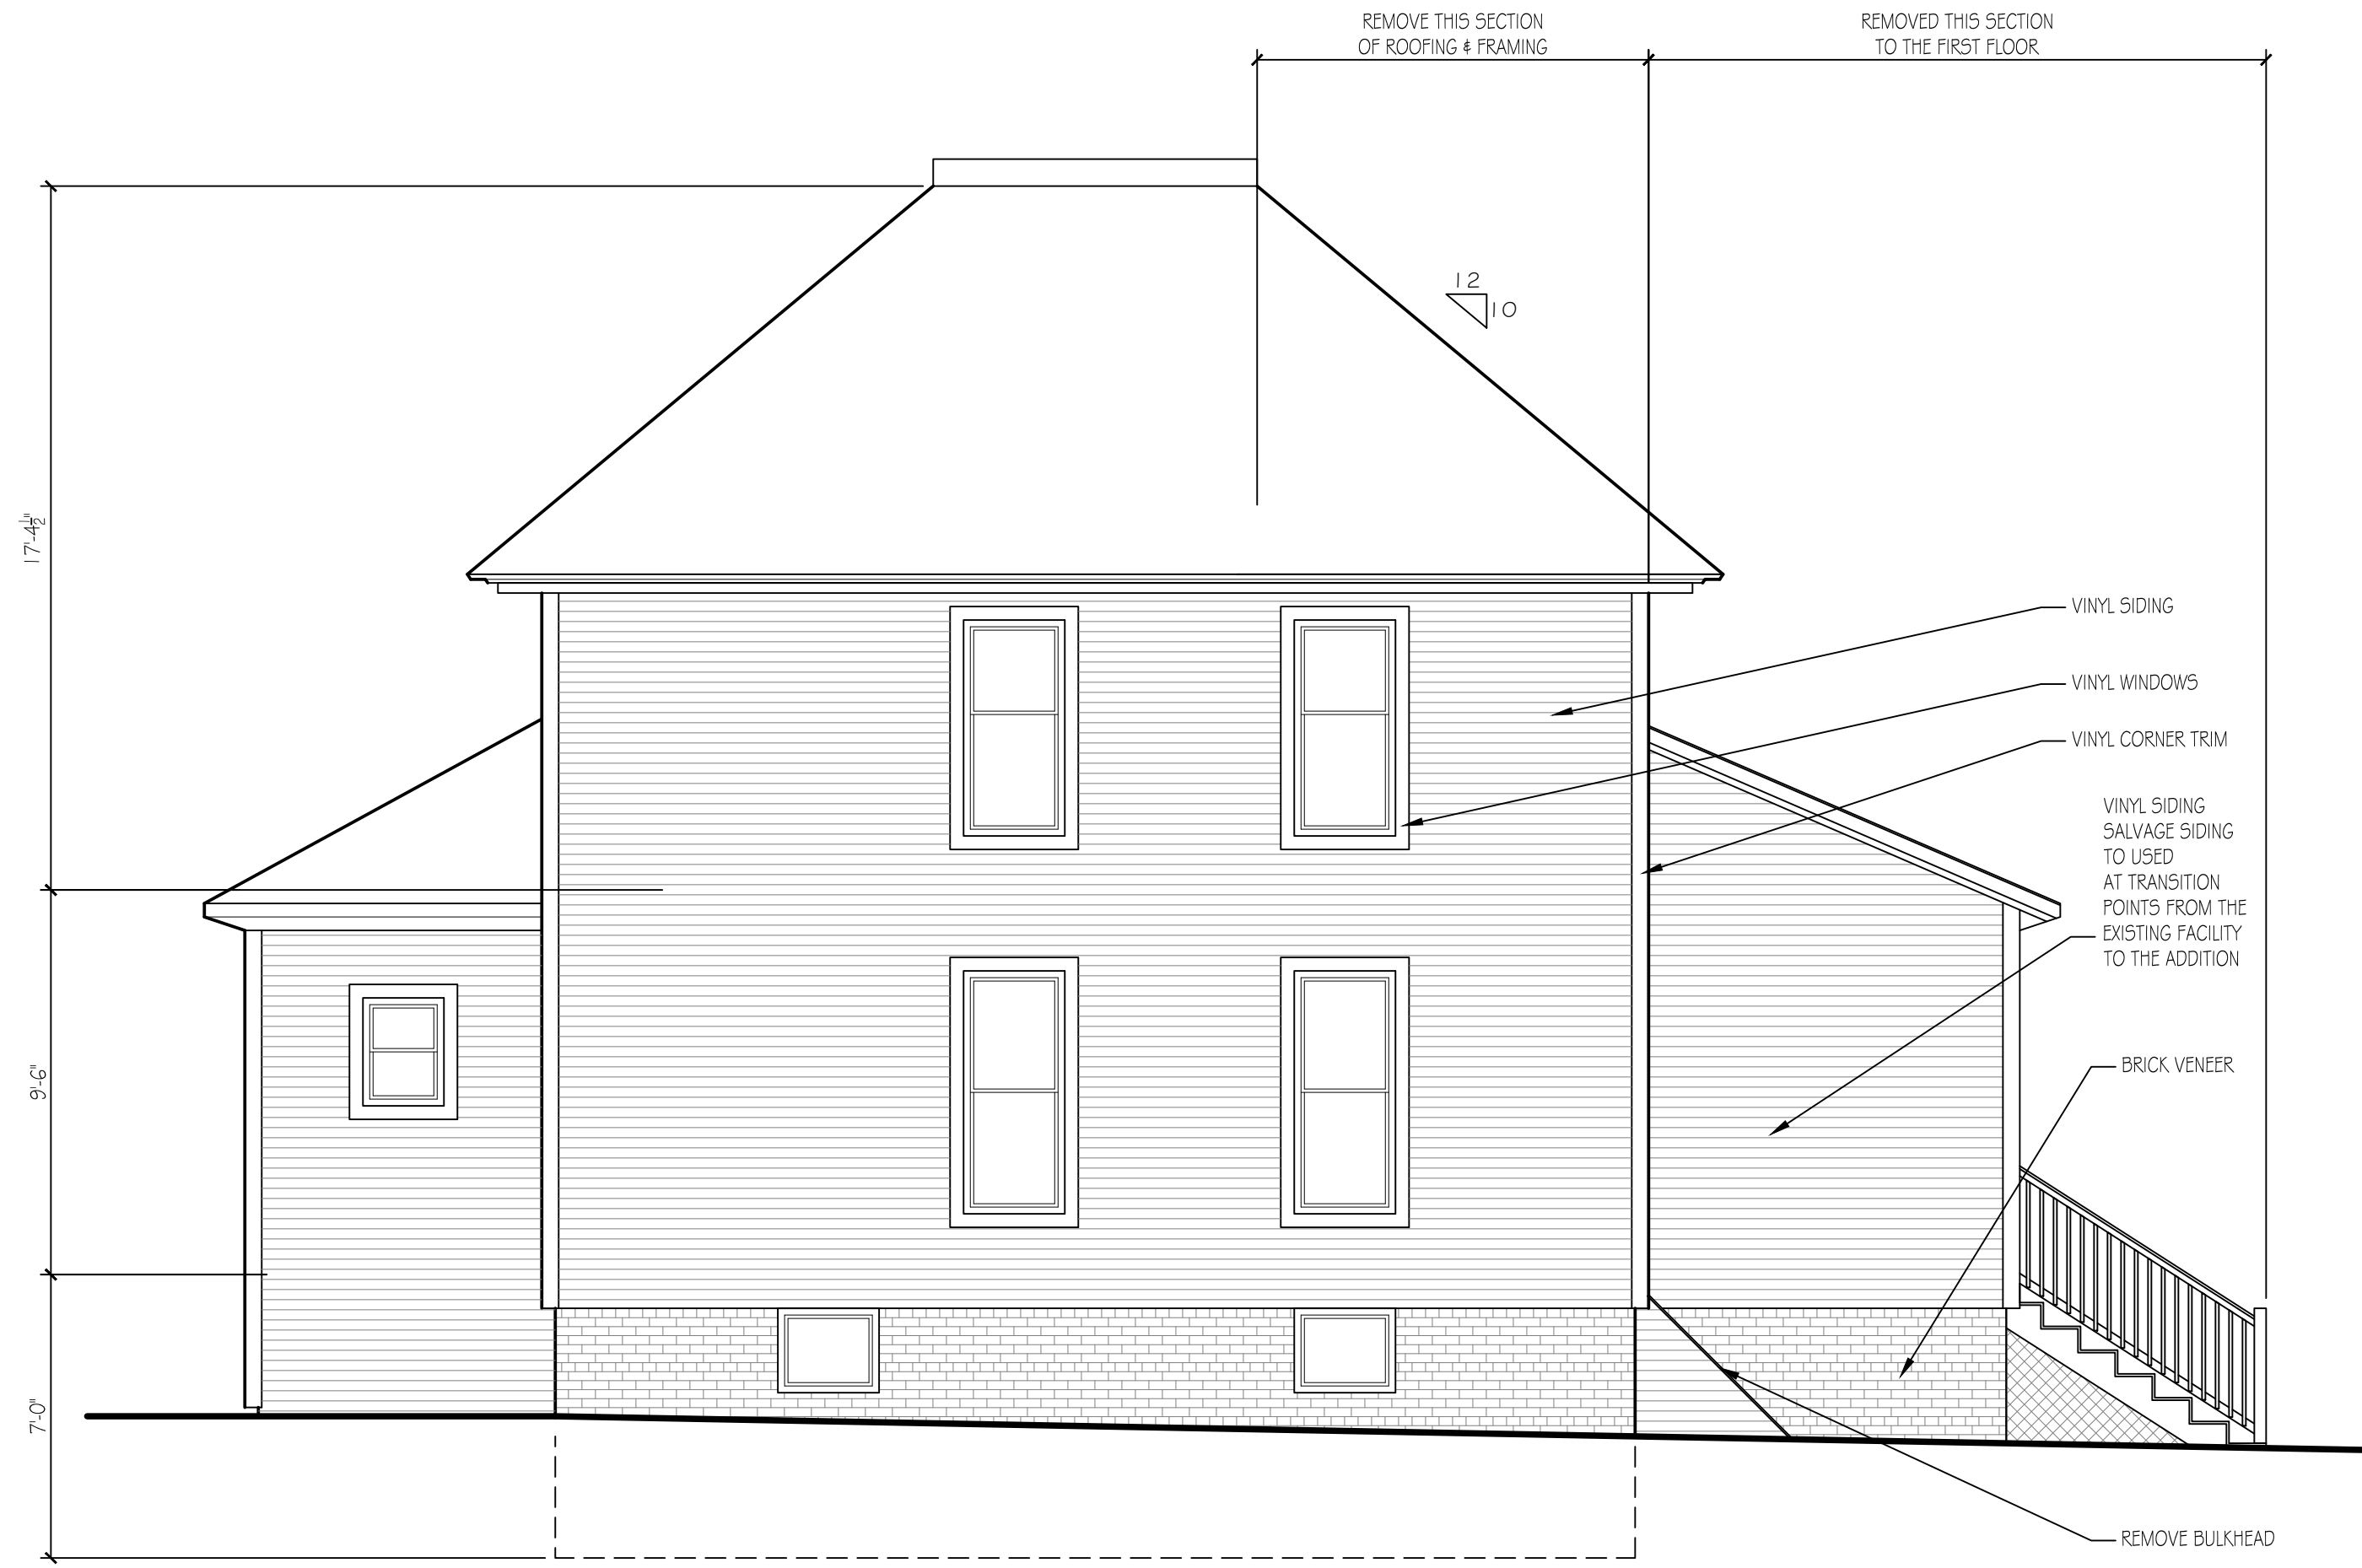 REMOVE THIS SECTION
OF ROOFING & FRAMING
REMOVED THIS SECTION
TO THE FIRST FLOOR
12
10
17'-4½"
VINYL SIDING
VINYL WINDOWS
VINYL CORNER TRIM
VINYL SIDING
SALVAGE SIDING
TO USED
AT TRANSITION
POINTS FROM THE
EXISTING FACILITY
TO THE ADDITION
9'-6"
BRICK VENEER
7'-0"
REMOVE BULKHEAD